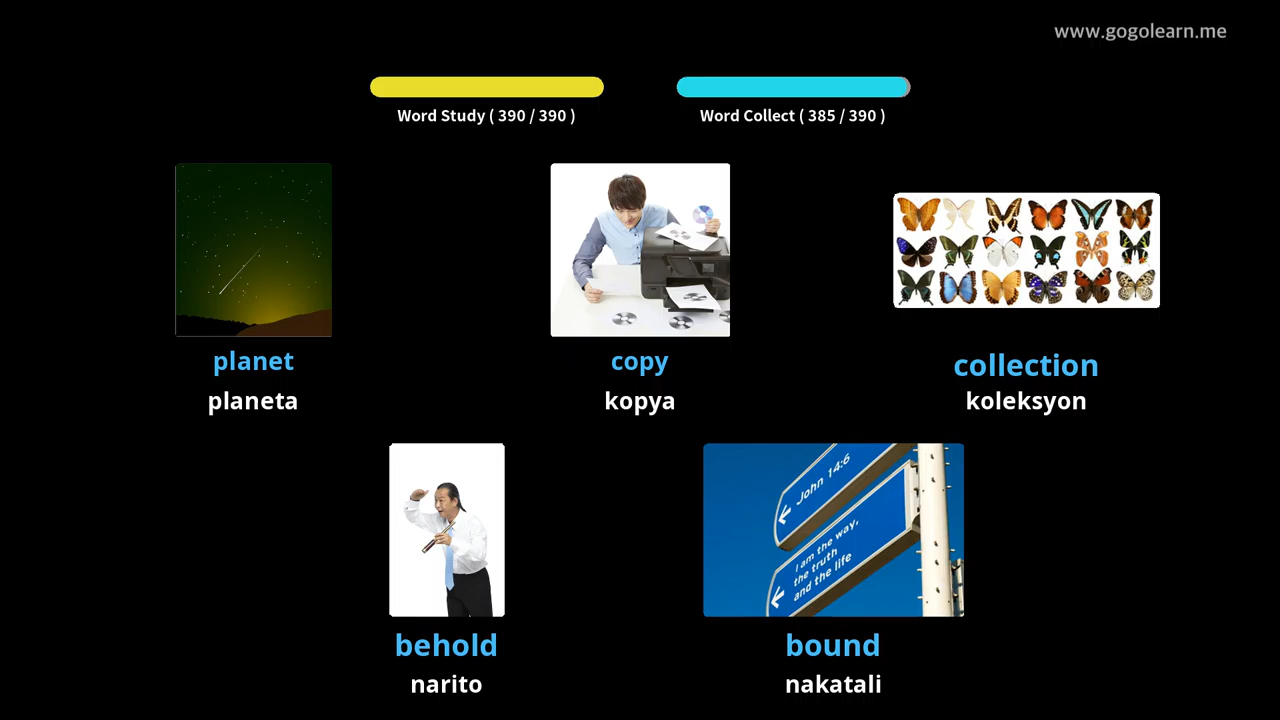 www.gogolearn.me
Word Study ( 390 / 390 )
Word Collect ( 385 / 390 )
planet
planeta
copy
kopya
collection
koleksyon
John 14:6
I am the way,
the truth
and the life
behold
narito
bound
nakatali